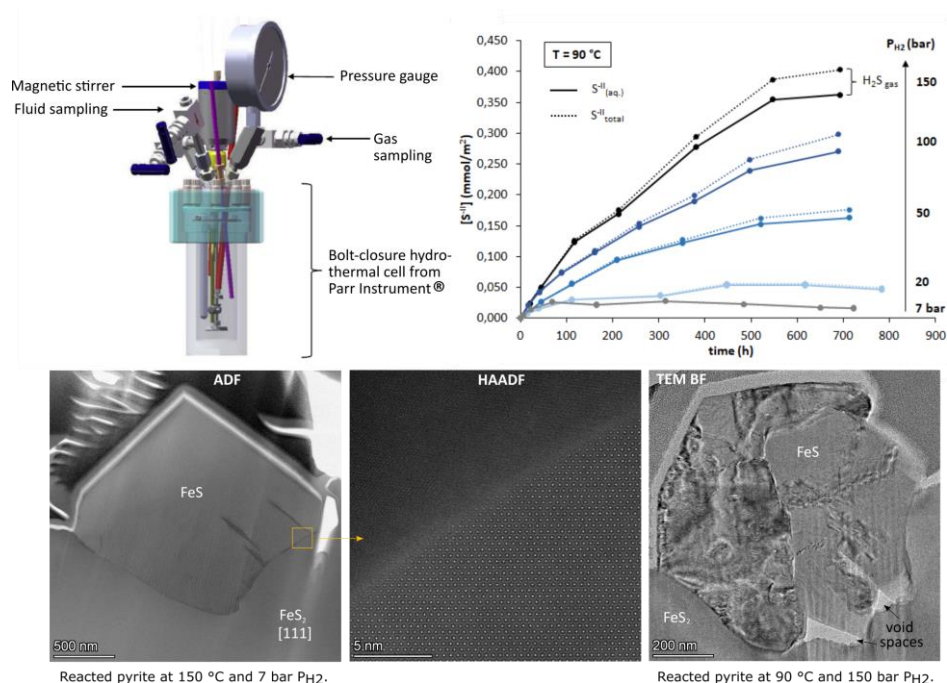 Magnetic stirrer
Fluid sampling
Pressure gauge
Gas
sampling
Bolt-closure hydro-
thermal cell from
Parr Instrument®
[S-II] (mmol/m²)
0,450
0,400
0,350
0,300
0,250
0,200
0,150
0,100
0,050
0,000
T = 90 °C
S-II(aq.)
S-II total
PH2 (bar)
H2S gas
150
100
50
20
7 bar
0 100 200 300 400 500 600 700 800 900
time (h)
ADF
FeS
FeS2
[111]
500 nm
HAADF
5 nm
TEM BF
FeS
FeS2
void
spaces
200 nm
Reacted pyrite at 150 °C and 7 bar PH2.
Reacted pyrite at 90 °C and 150 bar PH2.